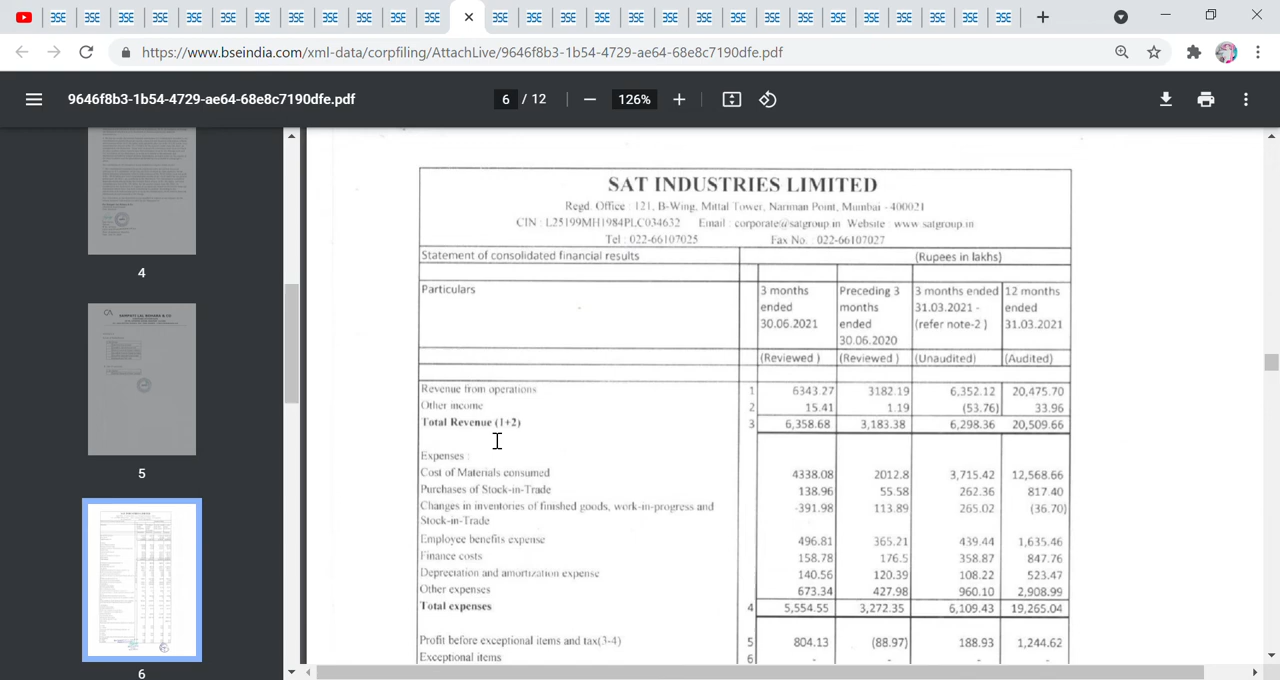 https://www.bseindia.com/xml-data/corpfiling/AttachLive/9646f8b3-1b54-4729-ae64-68e8c7190dfe.pdf
9646f8b3-1b54-4729-ae64-68e8c7190dfe.pdf
6 / 12
126%
4
5
6
SAT INDUSTRIES LIMITED
Regd. Office : 121, B-Wing, Mittal Tower, Nariman Point, Mumbai - 400021
CIN : L25199MH1984PLC034632 Email : corporate@satgroup.in Website : www.satgroup.in
Tel : 022-66107025 Fax No. : 022-66107027
Statement of consolidated financial results (Rupees in lakhs)
Particulars 3 months ended 30.06.2021 Preceding 3 months ended 30.06.2020 3 months ended 31.03.2021 - (refer note-2 ) 12 months ended 31.03.2021
(Reviewed ) (Reviewed ) (Unaudited) (Audited)
Revenue from operations 1 6343.27 3182.19 6,352.12 20,475.70
Other income 2 15.41 1.19 (53.76) 33.96
Total Revenue (1+2) 3 6,358.68 3,183.38 6,298.36 20,509.66
Expenses :
Cost of Materials consumed 4338.08 2012.8 3,715.42 12,568.66
Purchases of Stock-in-Trade 138.96 55.58 262.36 817.40
Changes in inventories of finished goods, work-in-progress and Stock-in-Trade -391.98 113.89 265.02 (36.70)
Employee benefits expense 496.81 365.21 439.44 1,635.46
Finance costs 158.78 176.5 358.87 847.76
Depreciation and amortization expense 140.56 120.39 108.22 523.47
Other expenses 673.34 427.98 960.10 2,908.99
Total expenses 4 5,554.55 3,272.35 6,109.43 19,265.04
Profit before exceptional items and tax(3-4) 5 804.13 (88.97) 188.93 1,244.62
Exceptional items 6 - - - -